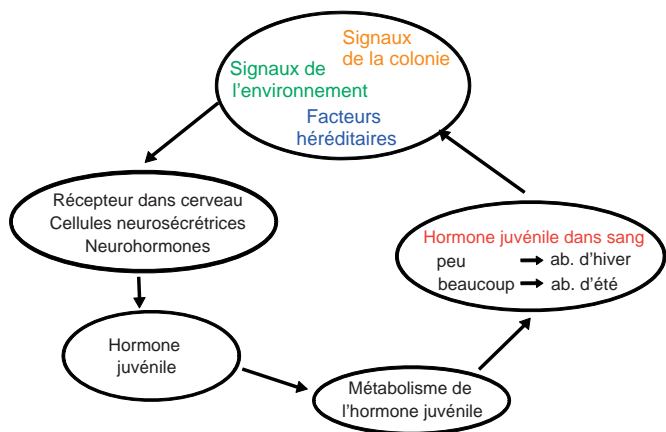 Signaux
de la colonie
Signaux de
l'environnement
Facteurs
héréditaires
Récepteur dans cerveau
Cellules neurosécrétrices
Neurohormones
Hormone
juvénile
Métabolisme de
l'hormone juvénile
Hormone juvénile dans sang
peu ab. d'hiver
beaucoup ab. d'été